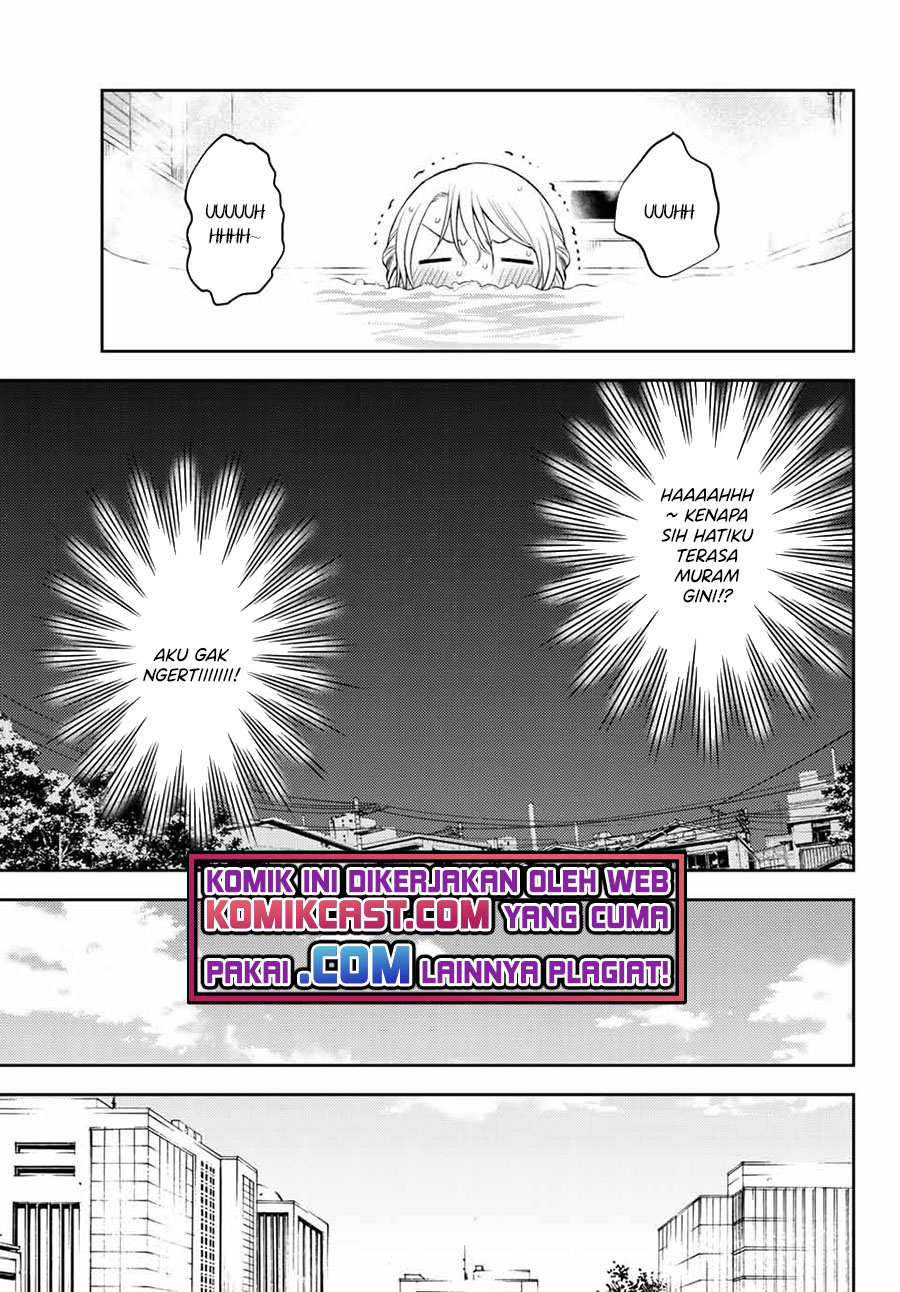 UUUHH
UUUUUH
HHHH~
HAAAAHHH
~ KENAPA
SIH HATIKU
TERASA
MURAM
GINI!?
AKU GAK
NGERTIIIIIII!
KOMIK INI DIKERJAKAN OLEH WEB
KOMIKCAST.COM YANG CUMA
PAKAI .COM LAINNYA PLAGIAT!